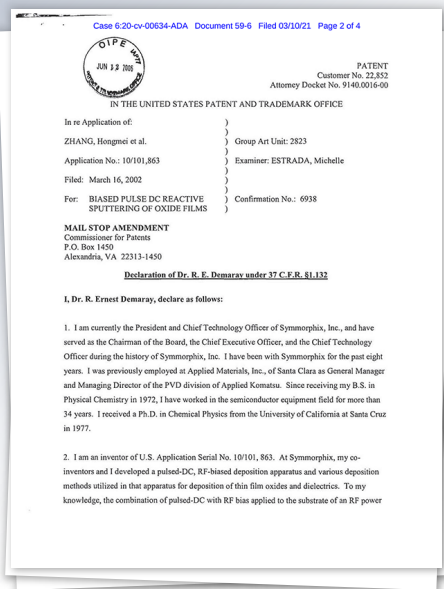 Case 6:20-cv-00634-ADA Document 59-6 Filed 03/10/21 Page 2 of 4
OIPE
JUN 12 2005
PATENT & TRADEMARK OFFICE
PATENT
Customer No. 22,852
Attorney Docket No. 9140.0016-00
IN THE UNITED STATES PATENT AND TRADEMARK OFFICE
In re Application of:
ZHANG, Hongmei et al.
Group Art Unit: 2823
Application No.: 10/101,863
Examiner: ESTRADA, Michelle
Filed: March 16, 2002
For: BIASED PULSE DC REACTIVE
SPUTTERING OF OXIDE FILMS
Confirmation No.: 6938
MAIL STOP AMENDMENT
Commissioner for Patents
P.O. Box 1450
Alexandria, VA 22313-1450
Declaration of Dr. R. E. Demaray under 37 C.F.R. §1.132
I, Dr. R. Ernest Demaray, declare as follows:
1. I am currently the President and Chief Technology Officer of Symmorphix, Inc., and have
served as the Chairman of the Board, the Chief Executive Officer, and the Chief Technology
Officer during the history of Symmorphix, Inc. I have been with Symmorphix for the past eight
years. I was previously employed at Applied Materials, Inc., of Santa Clara as General Manager
and Managing Director of the PVD division of Applied Komatsu. Since receiving my B.S. in
Physical Chemistry in 1972, I have worked in the semiconductor equipment field for more than
34 years. I received a Ph.D. in Chemical Physics from the University of California at Santa Cruz
in 1977.
2. I am an inventor of U.S. Application Serial No. 10/101, 863. At Symmorphix, my co-
inventors and I developed a pulsed-DC, RF-biased deposition apparatus and various deposition
methods utilized in that apparatus for deposition of thin film oxides and dielectrics. To my
knowledge, the combination of pulsed-DC with RF bias applied to the substrate of an RF power